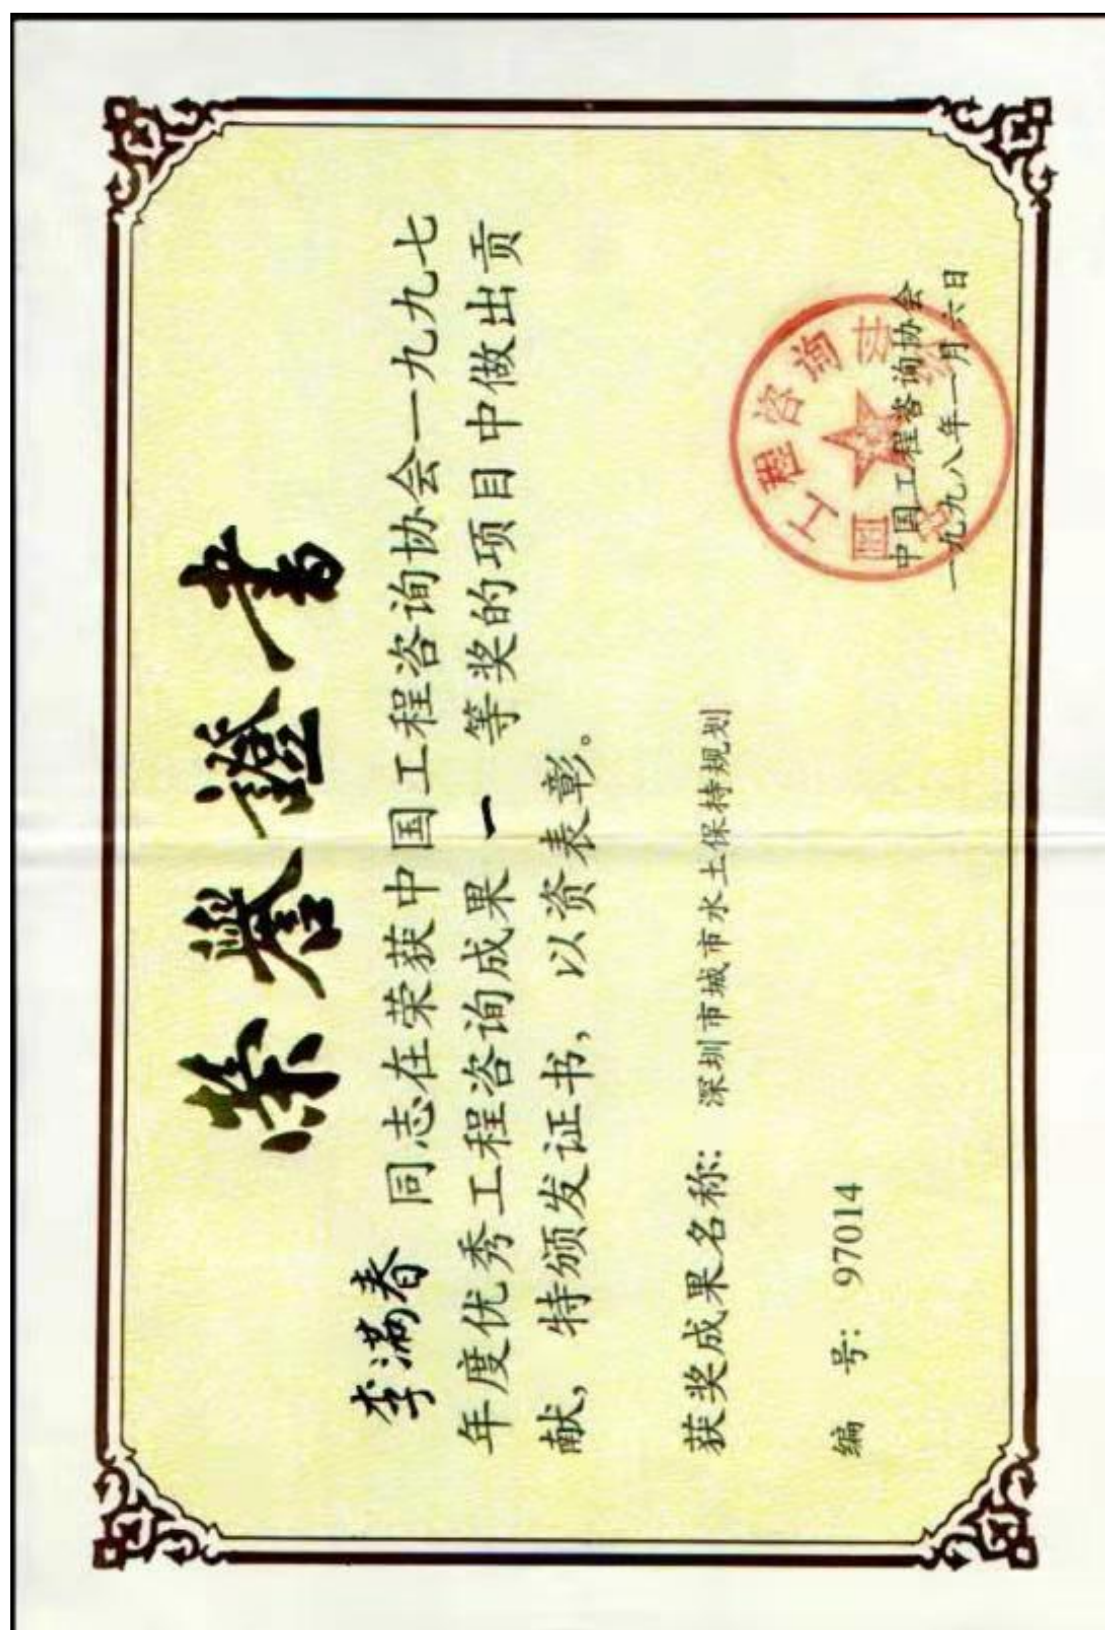 荣誉證书
李满春 同志在荣获中国工程咨询协会一九九七
年度优秀工程咨询成果 一 等奖的项目中做出贡
献，特颁发证书，以资表彰。
获奖成果名称: 深圳市城市水土保持规划
编 号: 97014
中国工程咨询协会
一九九八年一月六日
中国工程咨询协会